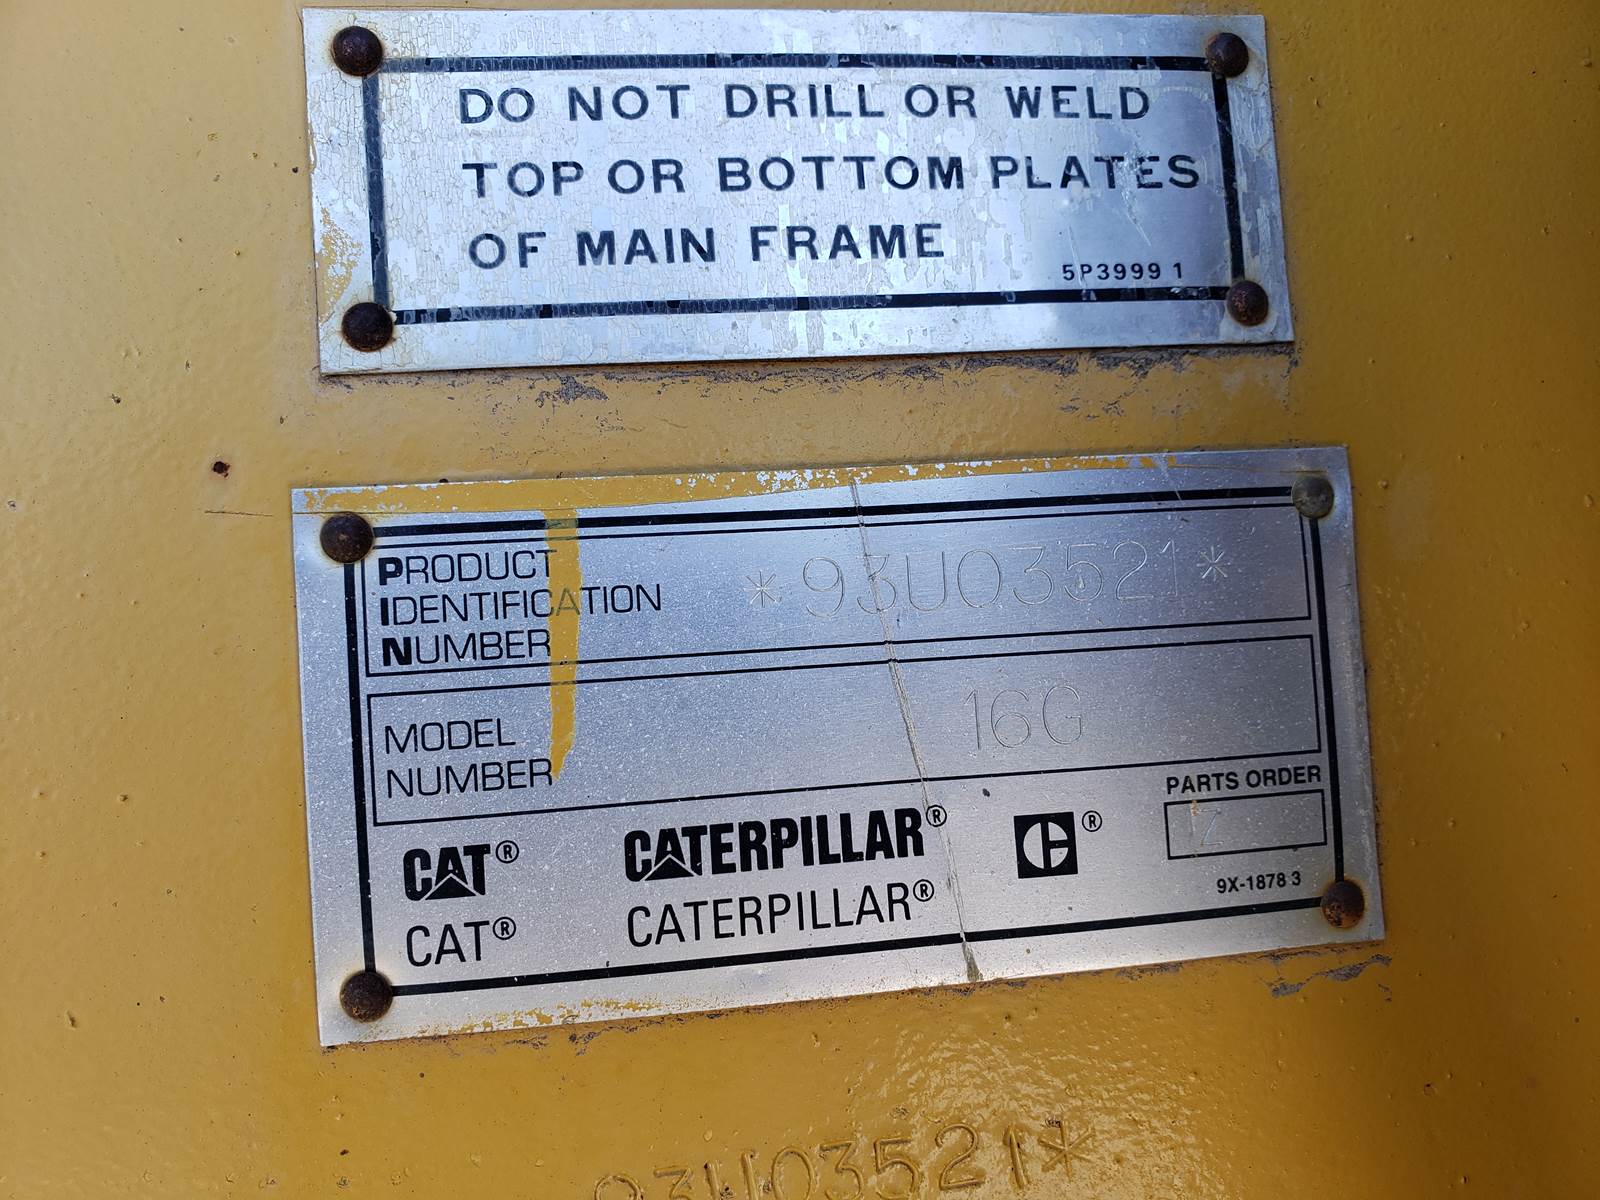 DO NOT DRILL OR WELD
TOP OR BOTTOM PLATES
OF MAIN FRAME
5P3999 1
PRODUCT
IDENTIFICATION
NUMBER
*93U03521*
MODEL
NUMBER
16G
PARTS ORDER
CAT®
CATERPILLAR®
®
CAT®
CATERPILLAR®
9X-1878 3
93U03521*